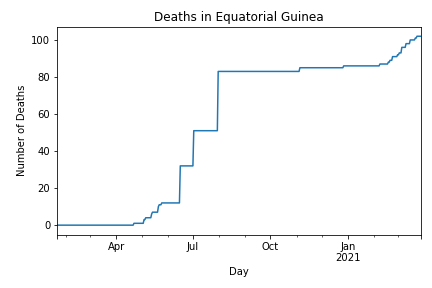 Deaths in Equatorial Guinea
100
80
60
40
20
0
Number of Deaths
Apr
Jul
Oct
Jan
2021
Day